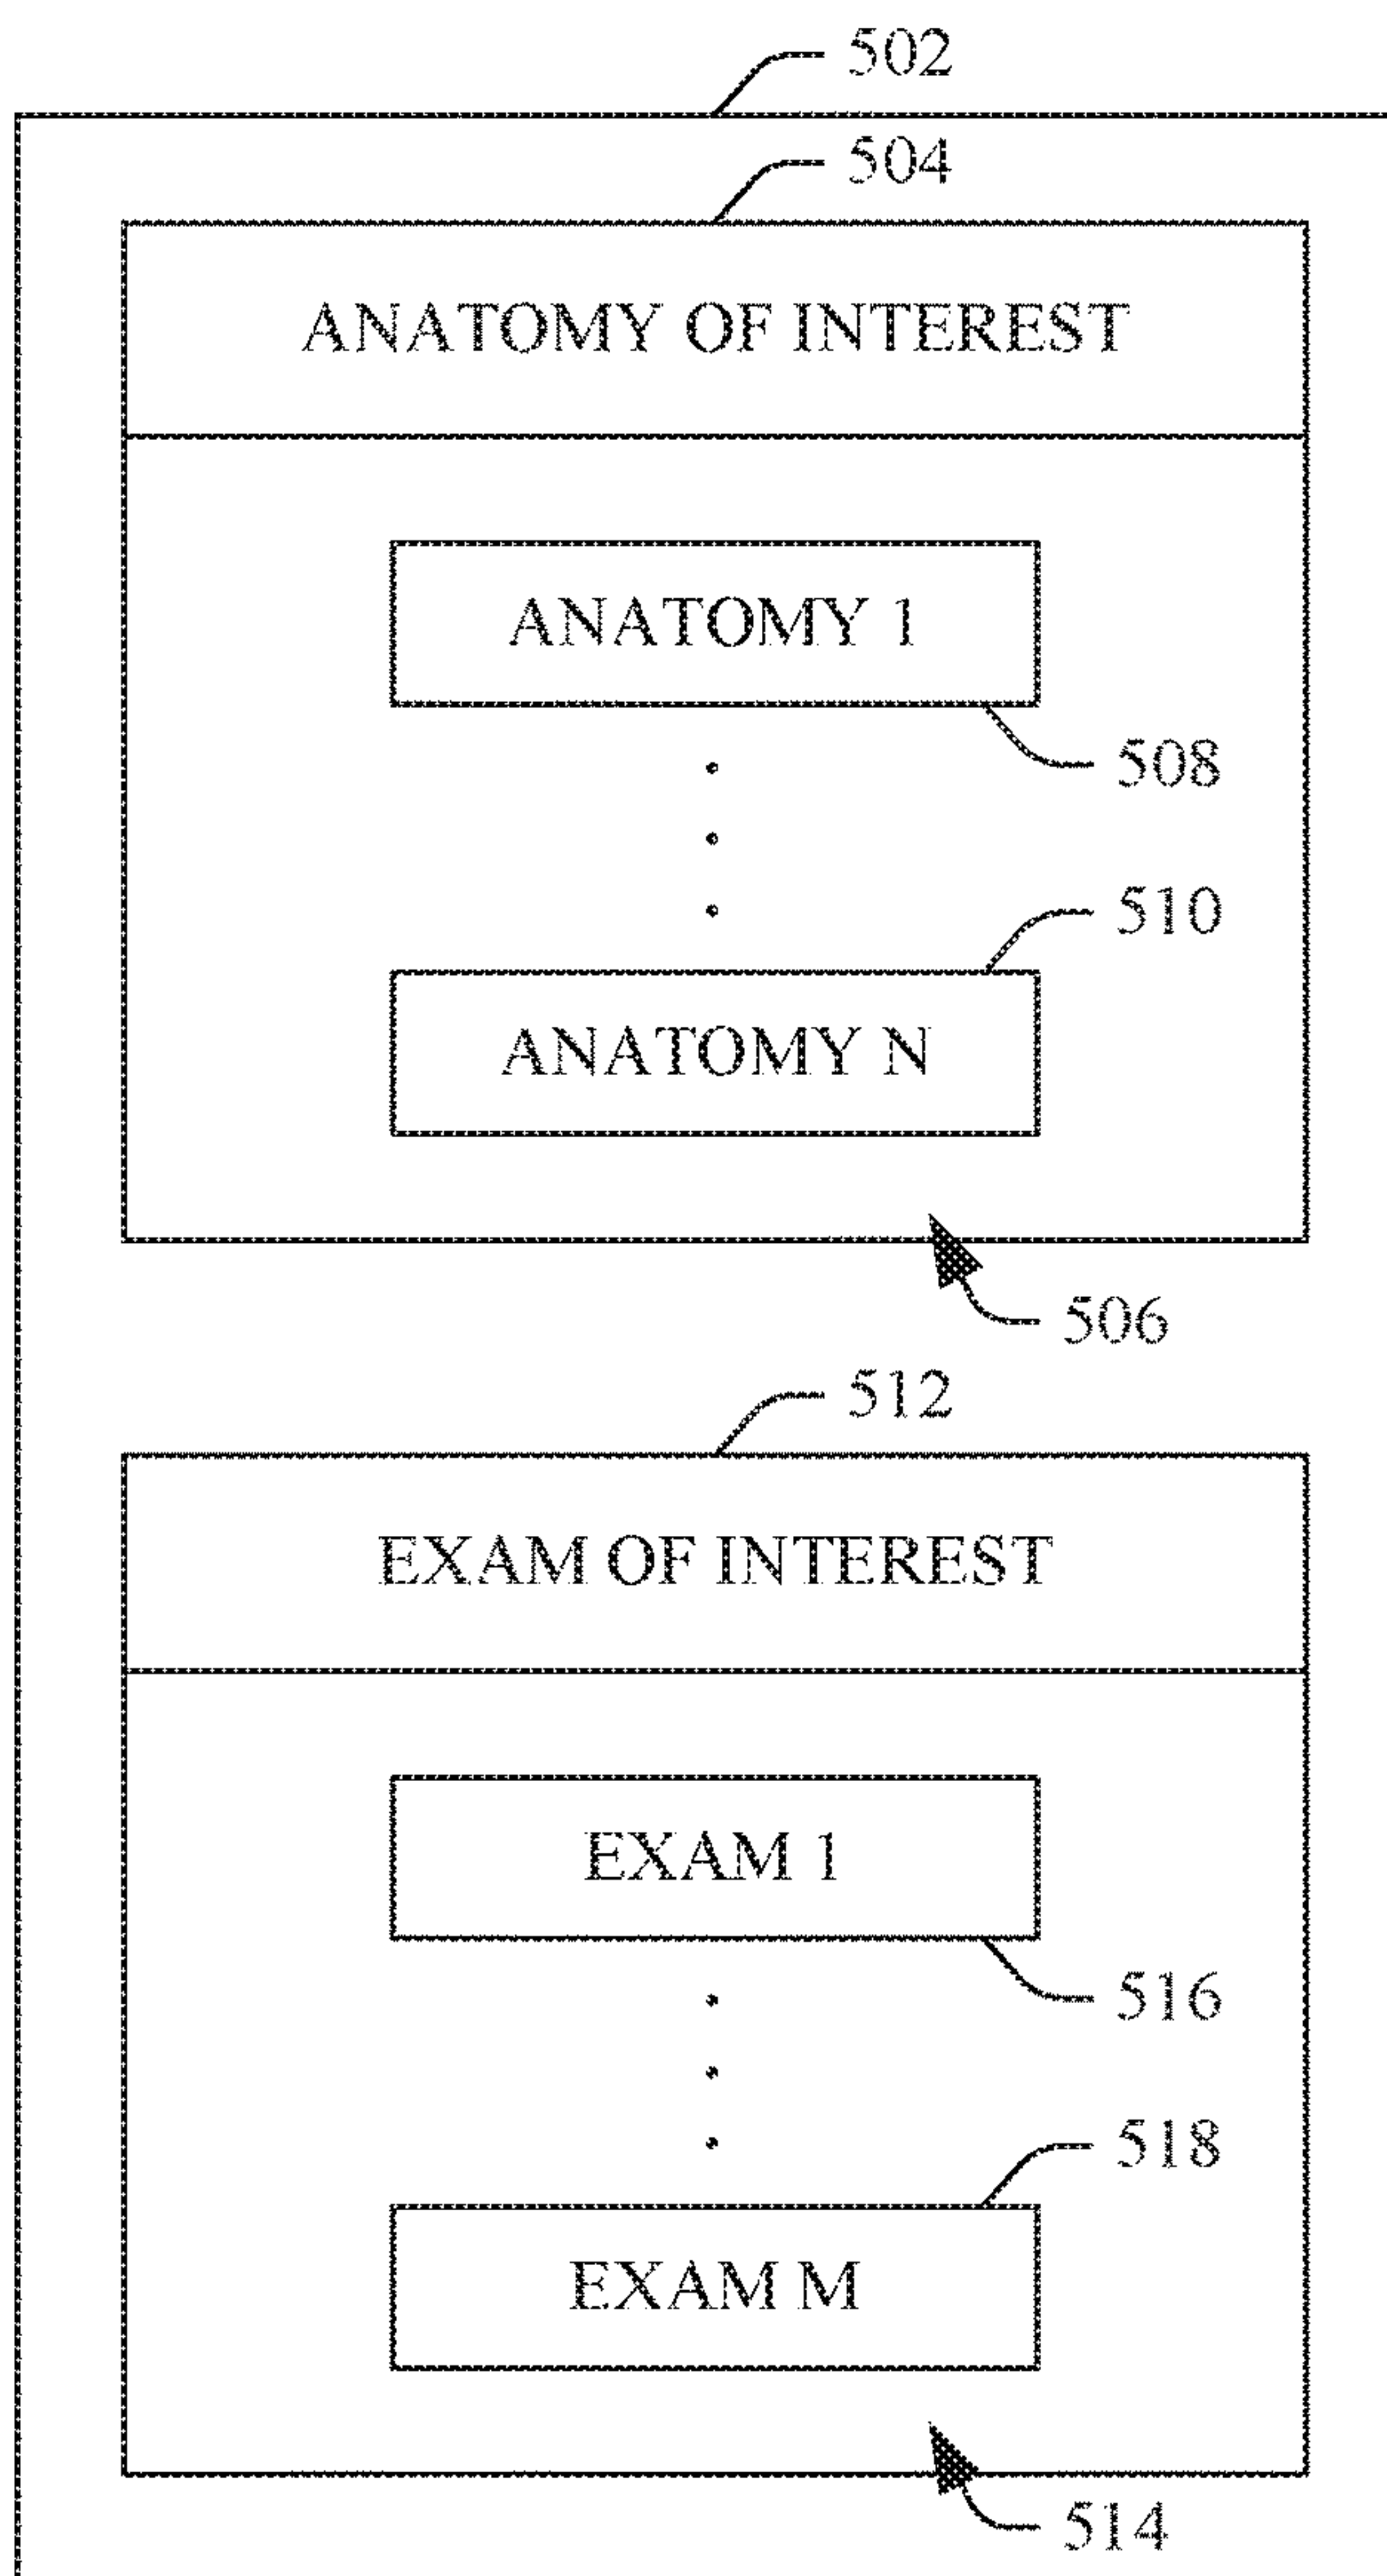 502
504
ANATOMY OF INTEREST
ANATOMY 1
508
510
ANATOMY N
506
512
EXAM OF INTEREST
EXAM 1
516
518
EXAM M
514